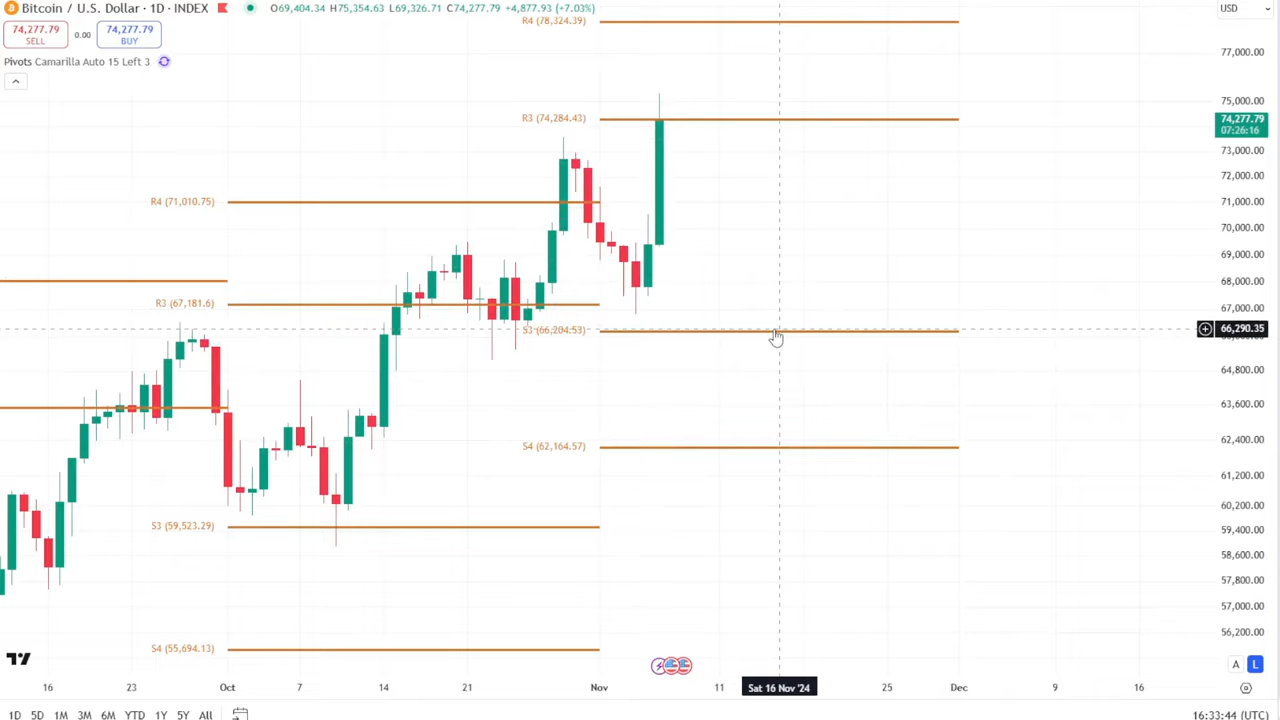 Bitcoin / U.S. Dollar · 1D · INDEX O69,404.34 H75,354.63 L69,326.71 C74,277.79 +4,877.93 (+7.03%)
USD
R4 (78,324.39)
74,277.79 SELL
0.00
74,277.79 BUY
Pivots Camarilla Auto 15 Left 3
77,000.00
75,000.00
R3 (74,284.43)
74,277.79
07:26:16
73,000.00
72,000.00
R4 (71,010.75)
71,000.00
70,000.00
69,000.00
68,000.00
R3 (67,181.6)
67,000.00
S3 (66,204.53)
66,290.35
64,800.00
63,600.00
S4 (62,164.57)
62,400.00
61,200.00
60,200.00
S3 (59,523.29)
59,400.00
58,600.00
57,800.00
57,000.00
56,200.00
S4 (55,694.13)
A L
16 23 Oct 7 14 21 Nov 11 Sat 16 Nov '24 25 Dec 9 16
1D 5D 1M 3M 6M YTD 1Y 5Y All
16:33:44 (UTC)